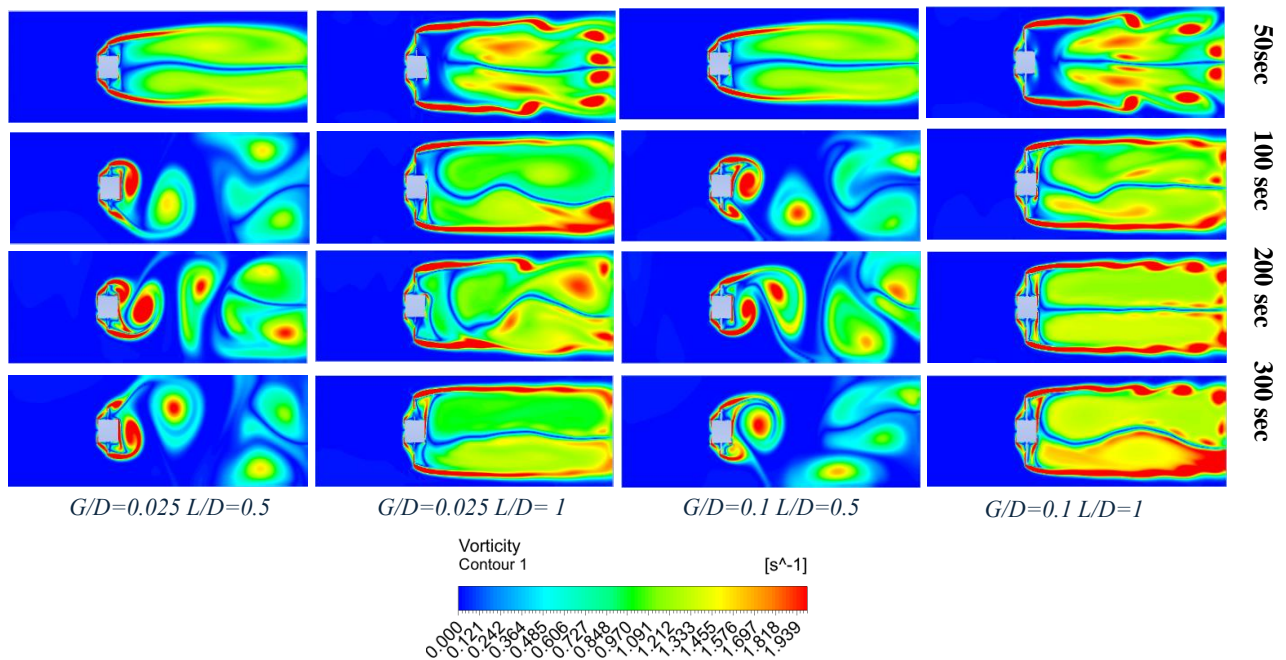 50sec
100 sec
200 sec
300 sec
G/D=0.025 L/D=0.5
G/D=0.025 L/D= 1
G/D=0.1 L/D=0.5
G/D=0.1 L/D=1
Vorticity
Contour 1
[s^-1]
0.000
0.121
0.242
0.364
0.485
0.606
0.727
0.848
0.970
1.091
1.212
1.333
1.455
1.576
1.697
1.818
1.939